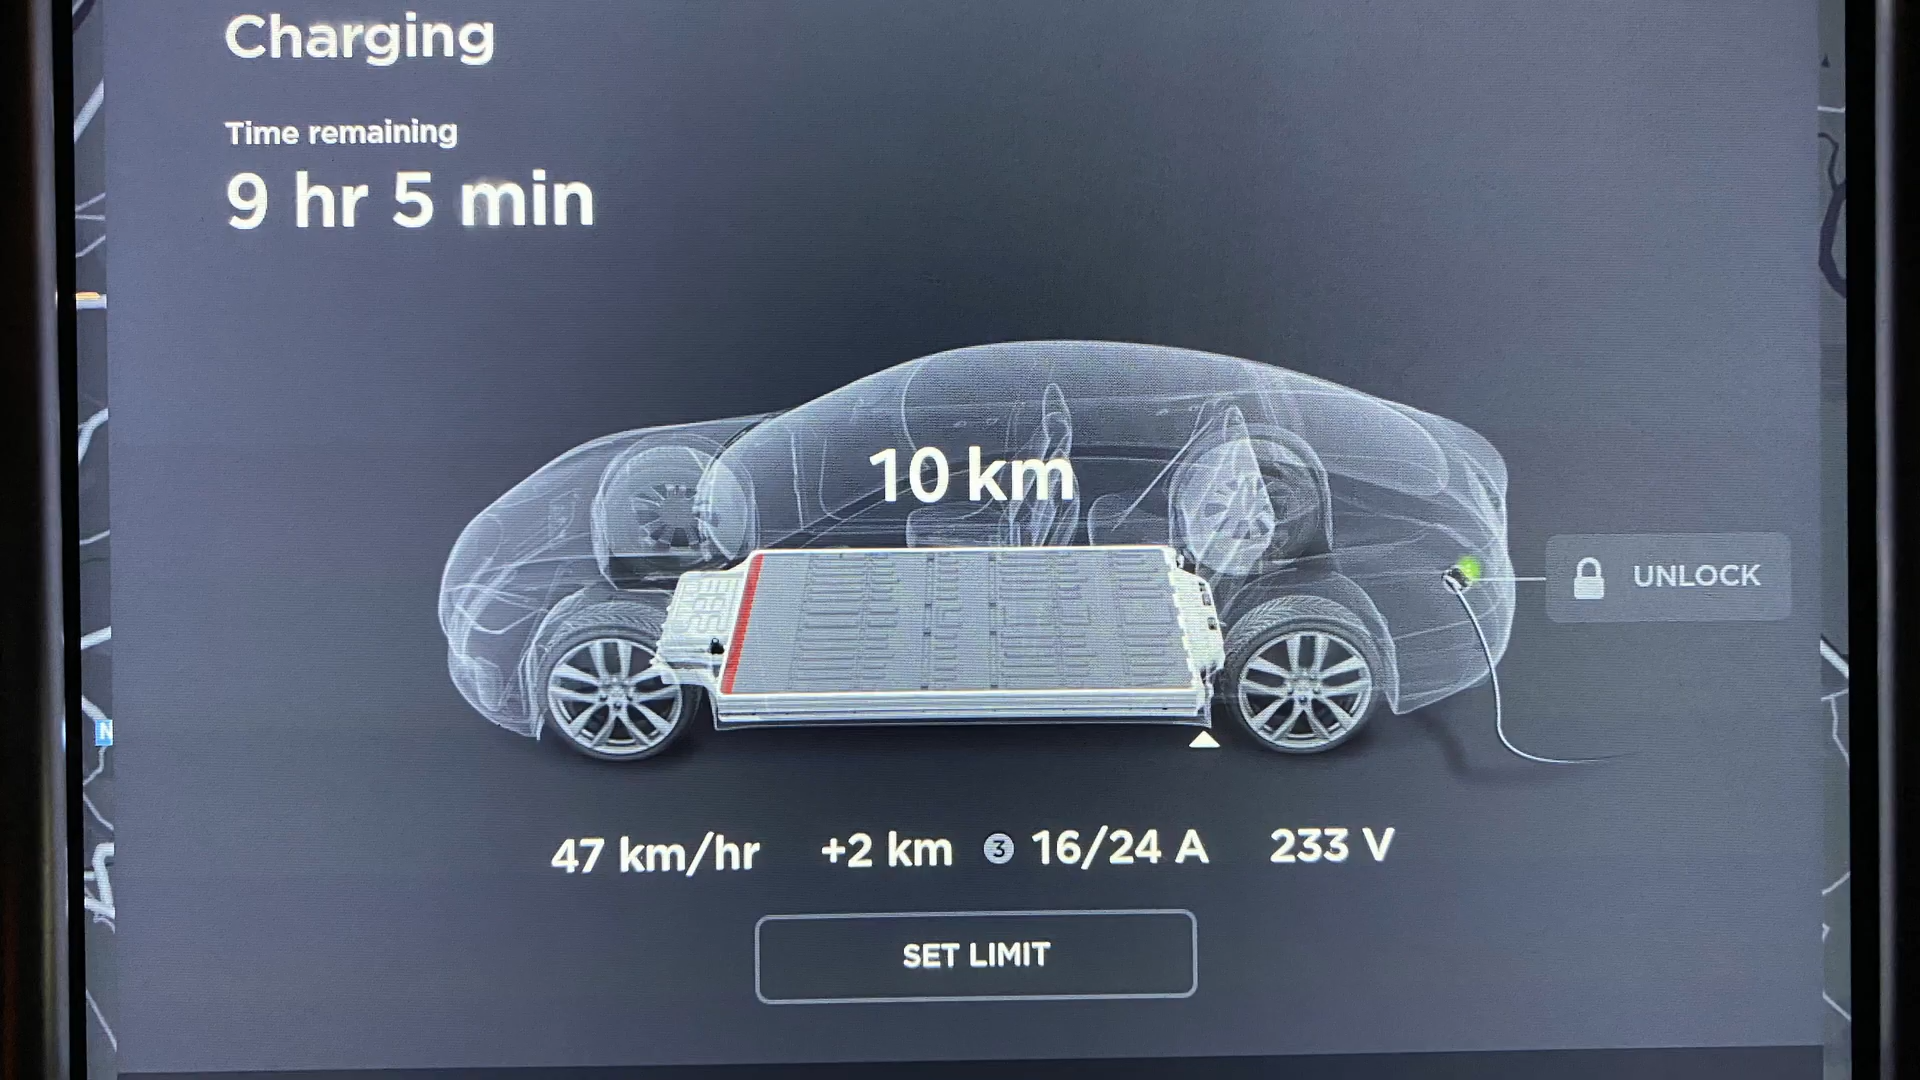 Charging
Time remaining
9 hr 5 min
10 km
UNLOCK
47 km/hr +2 km 3 16/24 A 233 V
SET LIMIT
N